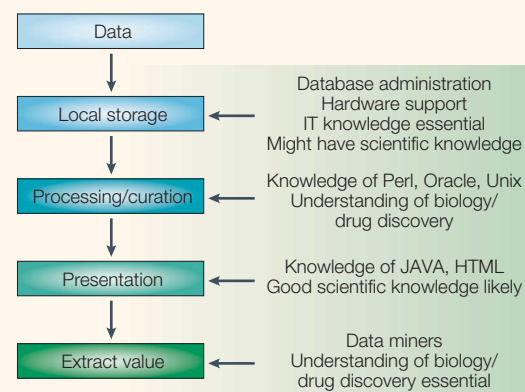 Data
Local storage
Database administration
Hardware support
IT knowledge essential
Might have scientific knowledge
Processing/curation
Knowledge of Perl, Oracle, Unix
Understanding of biology/
drug discovery
Presentation
Knowledge of JAVA, HTML
Good scientific knowledge likely
Extract value
Data miners
Understanding of biology/
drug discovery essential